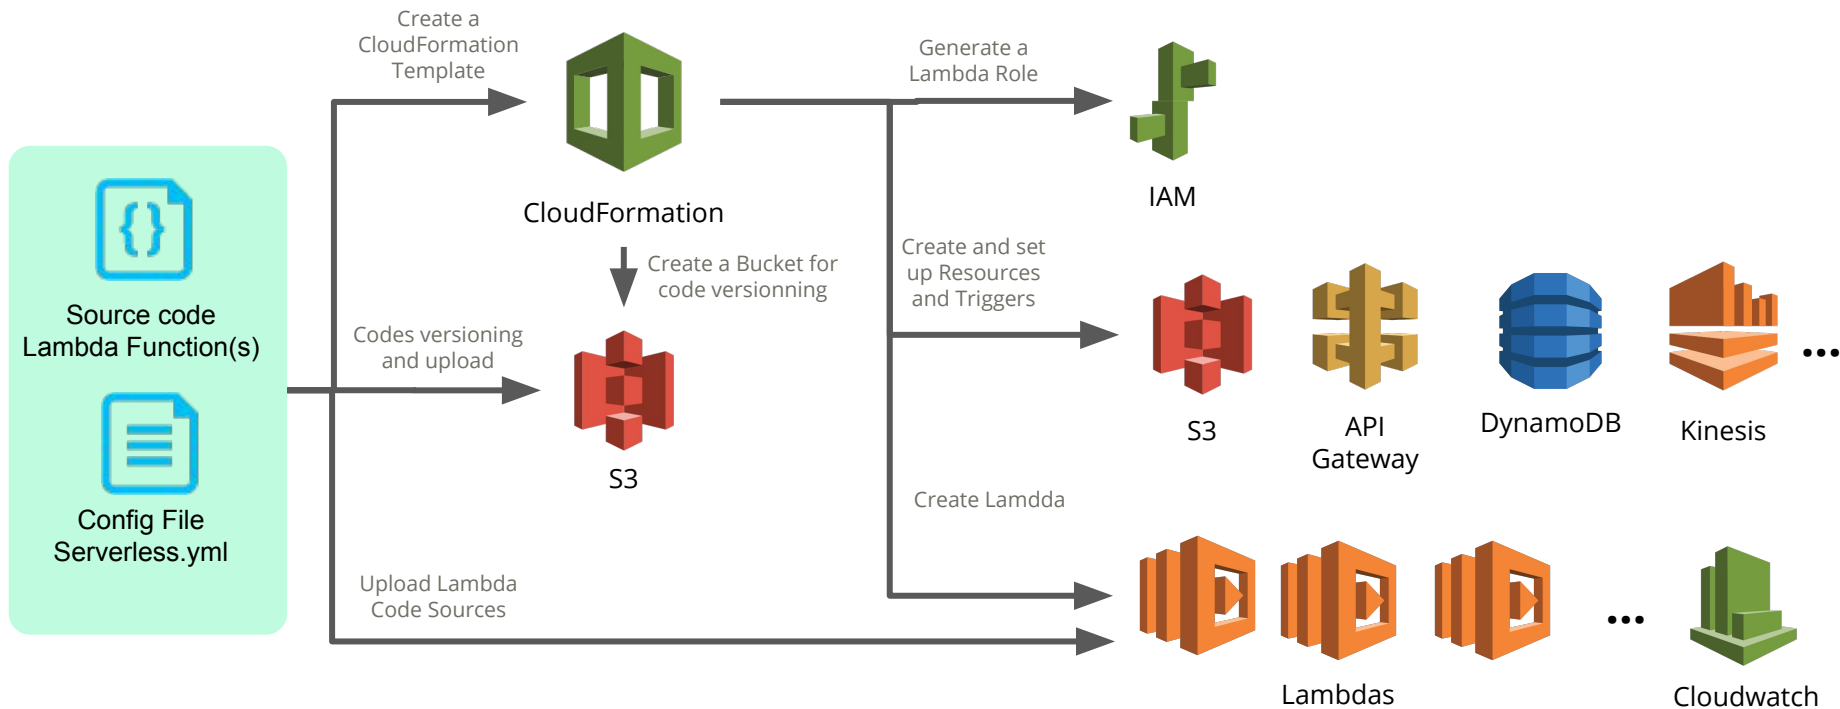 Create a
CloudFormation
Template
Generate a
Lambda Role
CloudFormation
IAM
Source code
Lambda Function(s)
Config File
Serverless.yml
Create a Bucket for
code versionning
Create and set
up Resources
and Triggers
Codes versioning
and upload
S3
S3
API
Gateway
DynamoDB
Kinesis
...
Create Lamdda
Upload Lambda
Code Sources
...
Lambdas
Cloudwatch